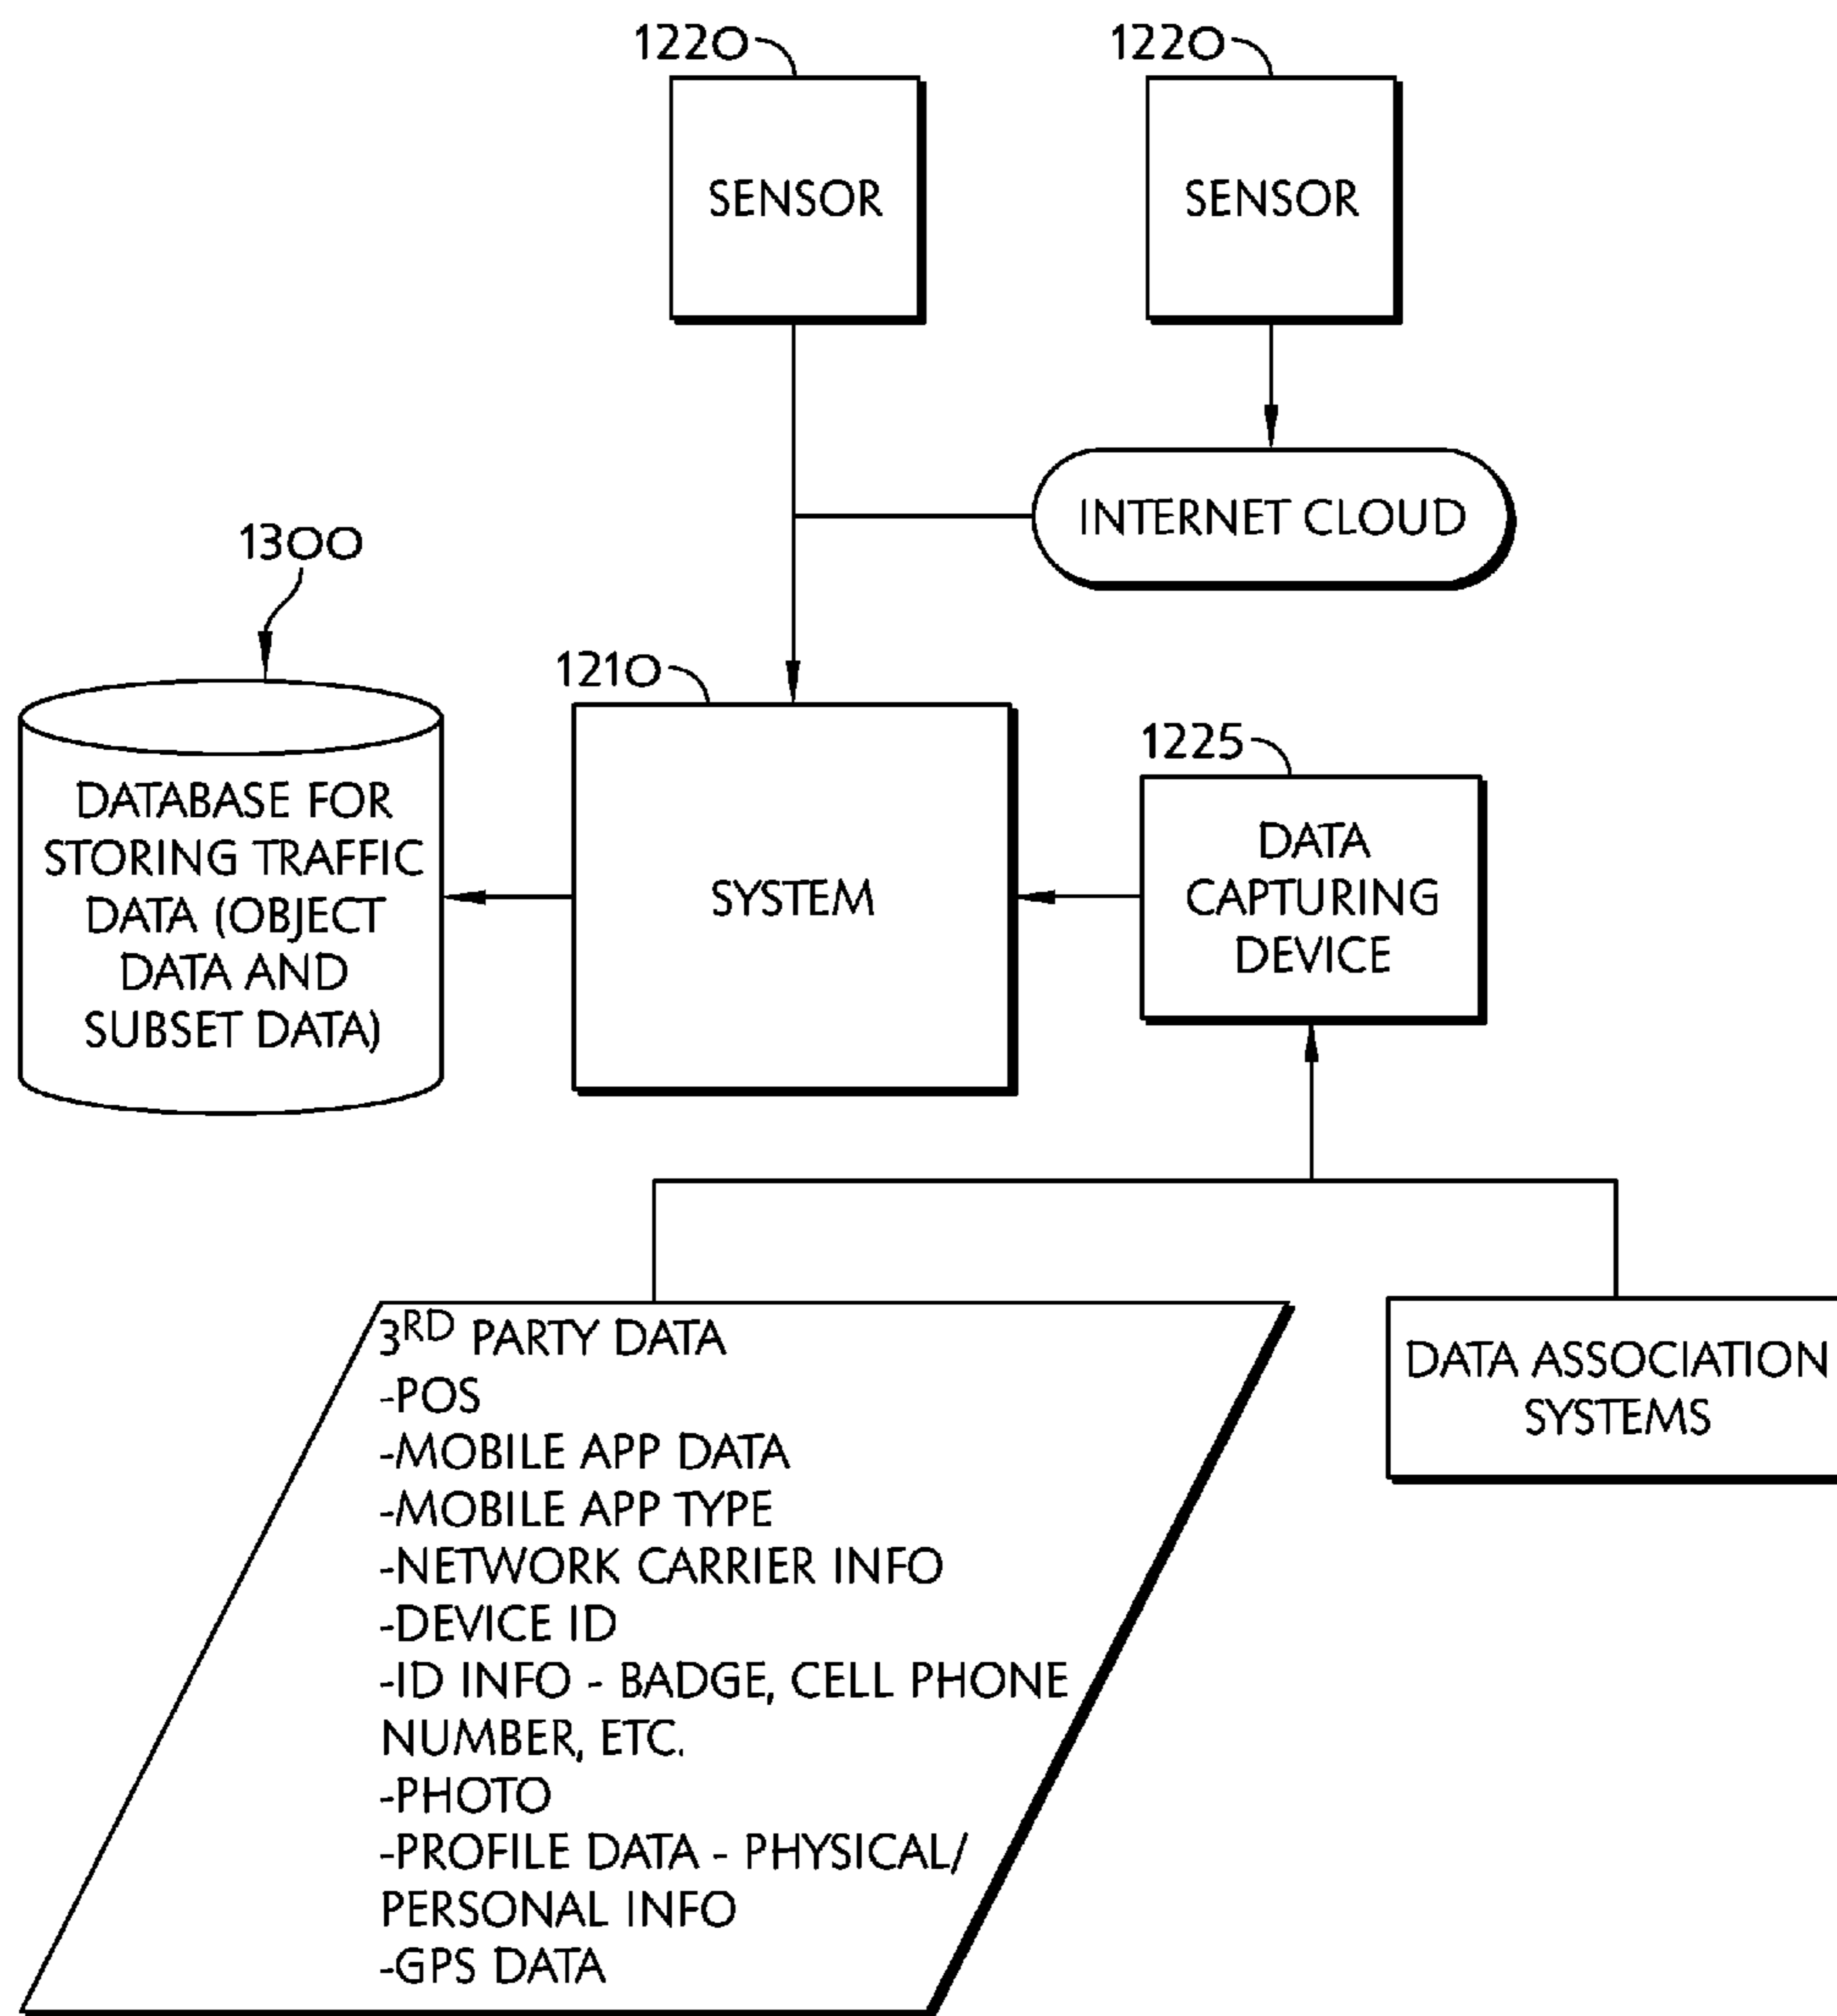 1220
1220
SENSOR
SENSOR
INTERNET CLOUD
1300
1210
1225
DATABASE FOR
STORING TRAFFIC
DATA (OBJECT
DATA AND
SUBSET DATA)
SYSTEM
DATA
CAPTURING
DEVICE
3RD PARTY DATA
-POS
-MOBILE APP DATA
-MOBILE APP TYPE
-NETWORK CARRIER INFO
-DEVICE ID
-ID INFO - BADGE, CELL PHONE
NUMBER, ETC.
-PHOTO
-PROFILE DATA - PHYSICAL/
PERSONAL INFO
-GPS DATA
DATA ASSOCIATION
SYSTEMS